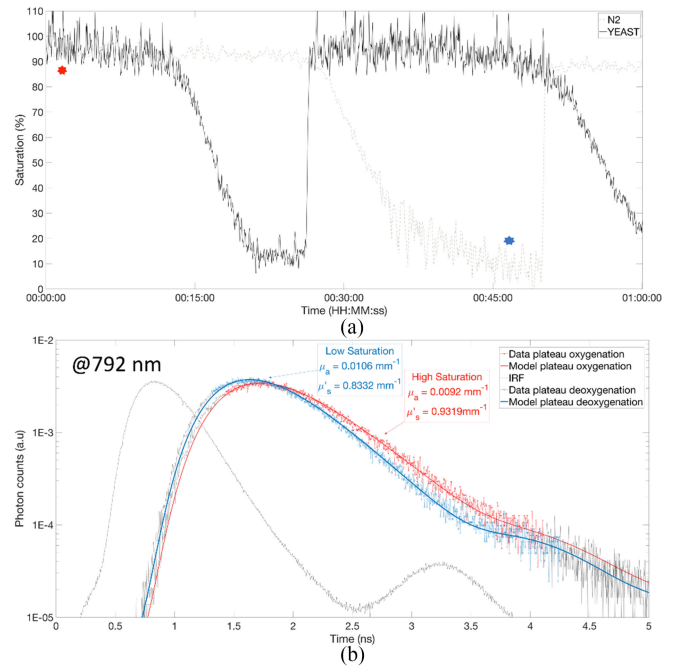 110
100
90
80
70
60
50
40
30
20
10
0
Saturation (%)
N2
YEAST
00:00:00
00:15:00
00:30:00
00:45:00
01:00:00
Time (HH:MM:ss)
(a)
@792 nm
1E-2
1E-3
1E-4
1E-05
Photon counts (a.u)
Low Saturation
μa = 0.0106 mm-1
μ's = 0.8332 mm-1
High Saturation
μa = 0.0092 mm-1
μ's = 0.9319mm-1
Data plateau oxygenation
Model plateau oxygenation
IRF
Data plateau deoxygenation
Model plateau deoxygenation
0
0.5
1
1.5
2
2.5
3
3.5
4
4.5
5
Time (ns)
(b)